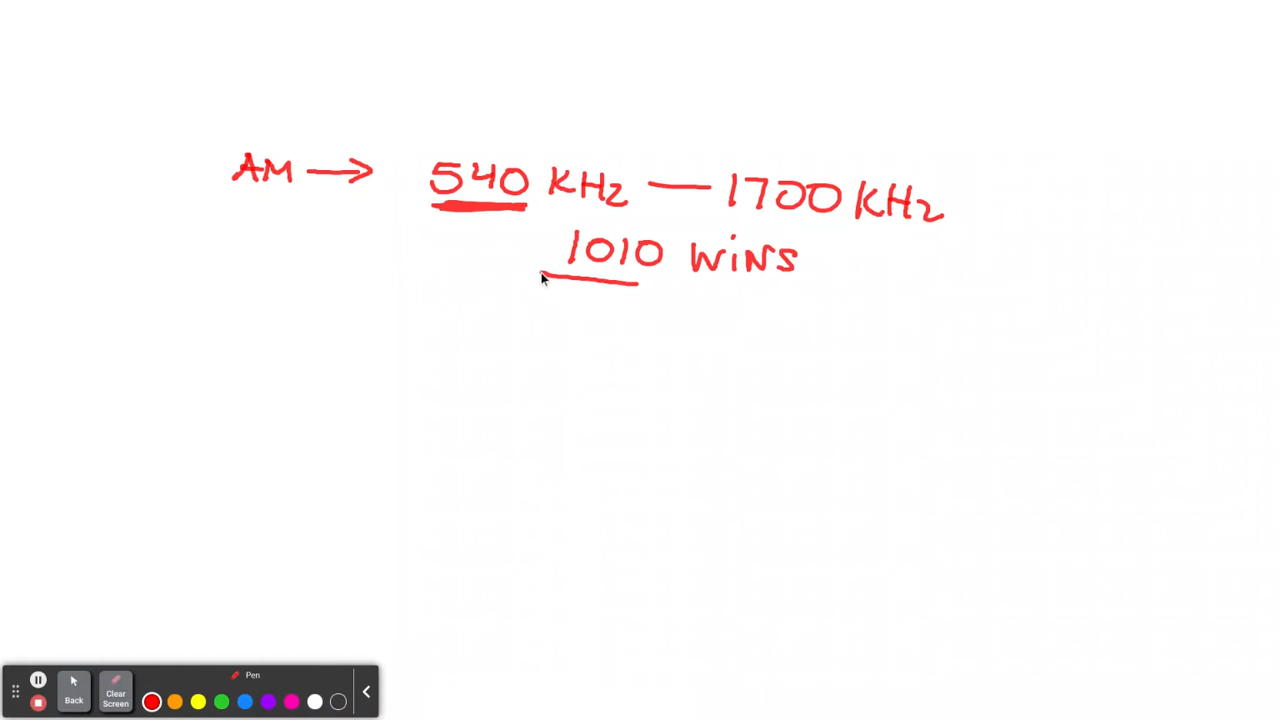 AM → 540 KHz — 1700 KHz
1010 WiNS
Pen
Back
Clear
Screen